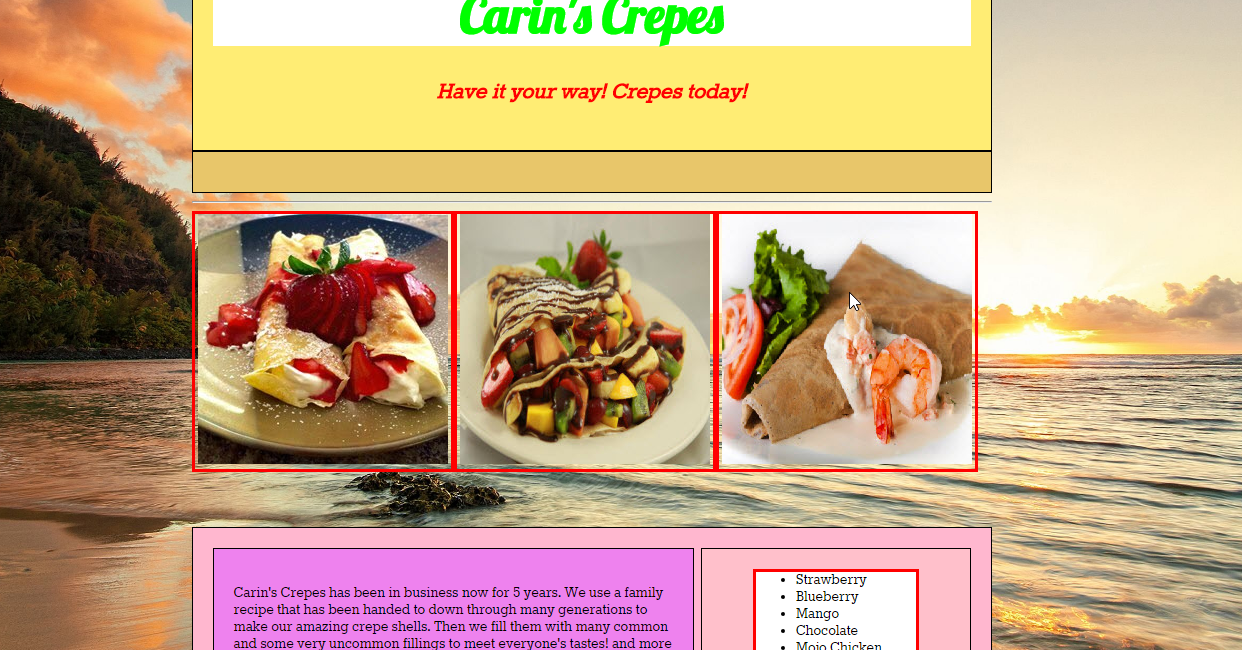 Carin's Crepes
Have it your way! Crepes today!
Carin's Crepes has been in business now for 5 years. We use a family
recipe that has been handed to down through many generations to
make our amazing crepe shells. Then we fill them with many common
and some very uncommon fillings to meet everyone's tastes! and more
Strawberry
Blueberry
Mango
Chocolate
Mojo Chicken